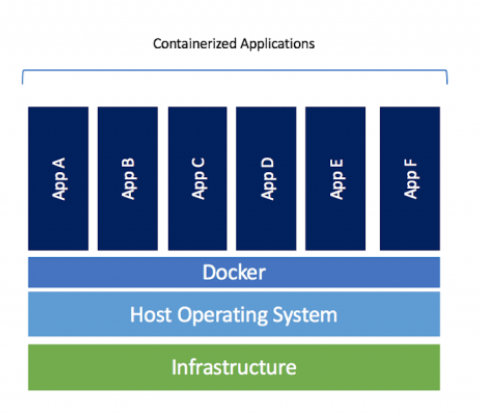 Containerized Applications
App A
App B
App C
App D
App E
App F
Docker
Host Operating System
Infrastructure